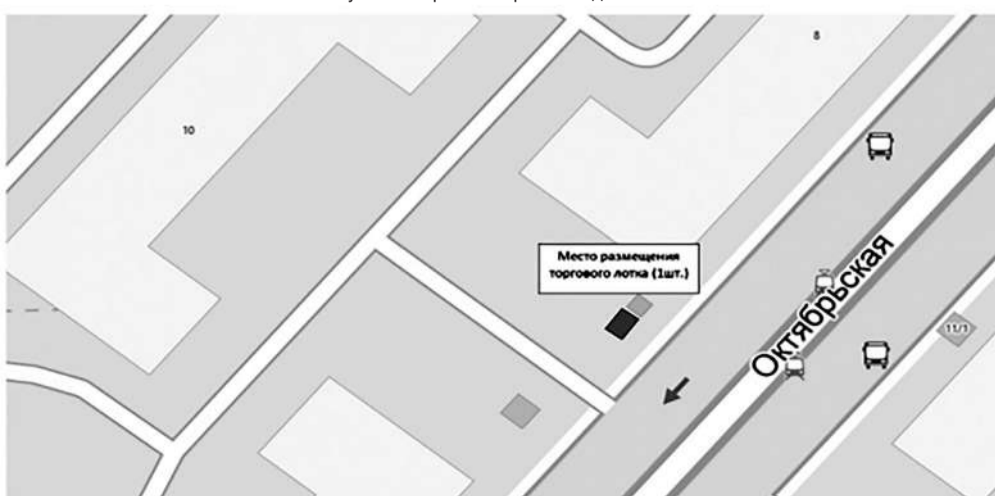 8
10
Место размещения
торгового лотка (1шт.)
Октябрьская
11/1